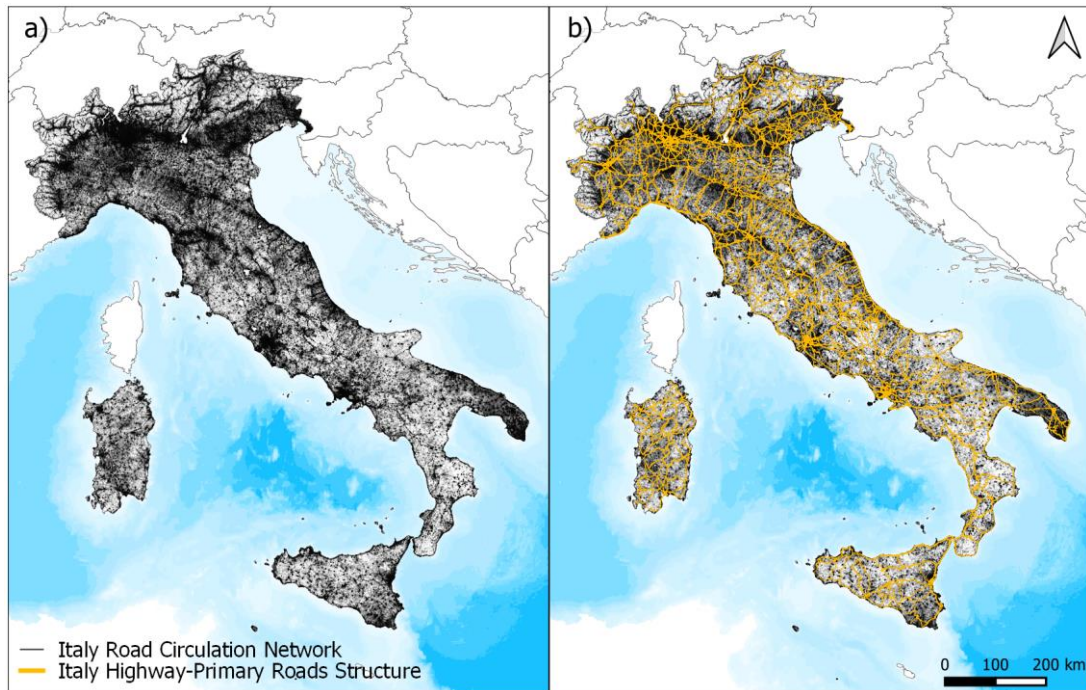 a)
b)
Italy Road Circulation Network
Italy Highway-Primary Roads Structure
0 100 200 km